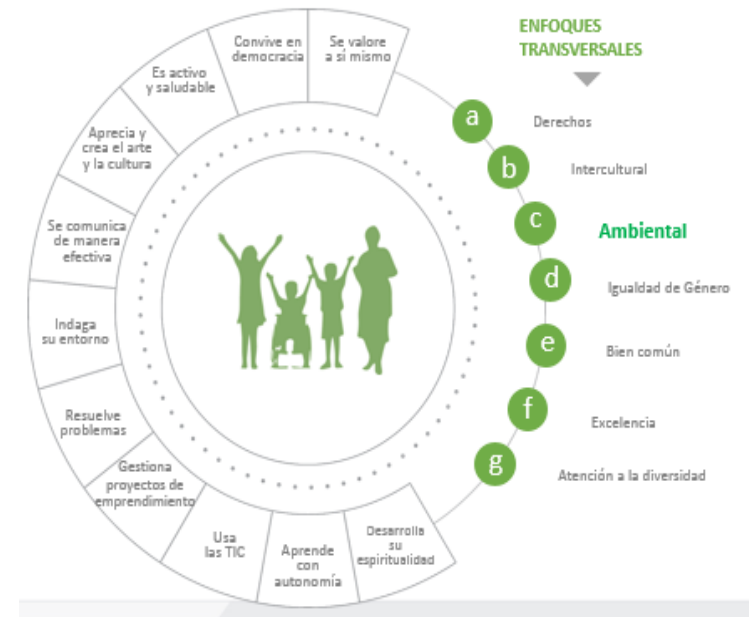 ENFOQUES
TRANSVERSALES
Se valore
a sí mismo
Convive en
democracia
Es activo
y saludable
Aprecia y
crea el arte
y la cultura
Se comunica
de manera
efectiva
Indaga
su entorno
Resuelve
problemas
Gestiona
proyectos de
emprendimiento
Usa
las TIC
Aprende
con
autonomía
Desarrolla
su
espiritualidad
a
Derechos
b
Intercultural
c
Ambiental
d
Igualdad de Género
e
Bien común
f
Excelencia
g
Atención a la diversidad